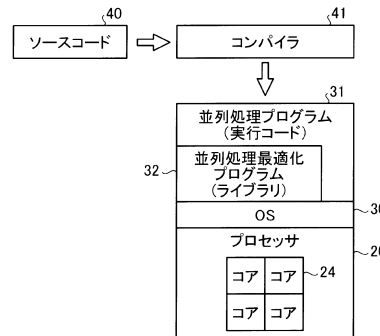 40
41
ソースコード
コンパイラ
31
並列処理プログラム
(実行コード)
32
並列処理最適化
プログラム
(ライブラリ)
OS
プロセッサ
24
コア コア
コア コア